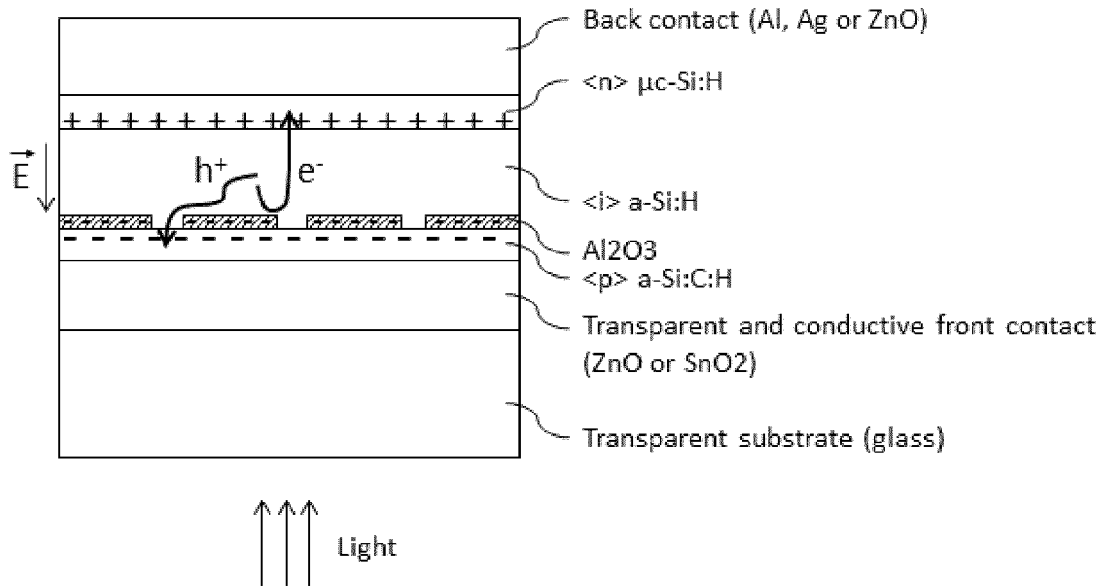 Back contact (Al, Ag or ZnO)
<n> μc-Si:H
E
h+
e-
<i> a-Si:H
Al2O3
<p> a-Si:C:H
Transparent and conductive front contact
(ZnO or SnO2)
Transparent substrate (glass)
Light